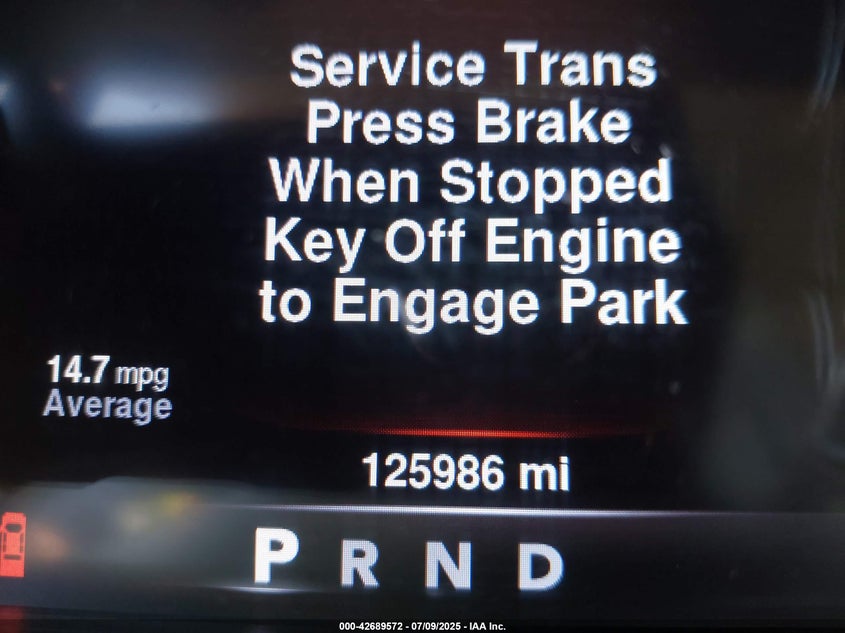 Service Trans
Press Brake
When Stopped
Key Off Engine
to Engage Park
14.7 mpg
Average
125986 mi
P R N D
000-42689572 - 07/09/2025 - IAA Inc.